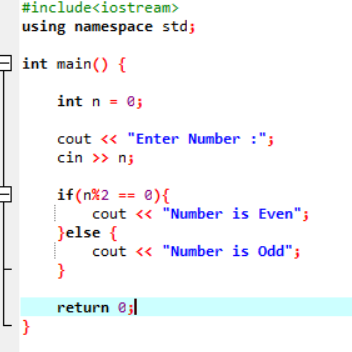 #include<iostream>
using namespace std;
int main() {
int n = 0;
cout << "Enter Number :";
cin >> n;
if(n%2 == 0){
cout << "Number is Even";
}else {
cout << "Number is Odd";
}
return 0;
}